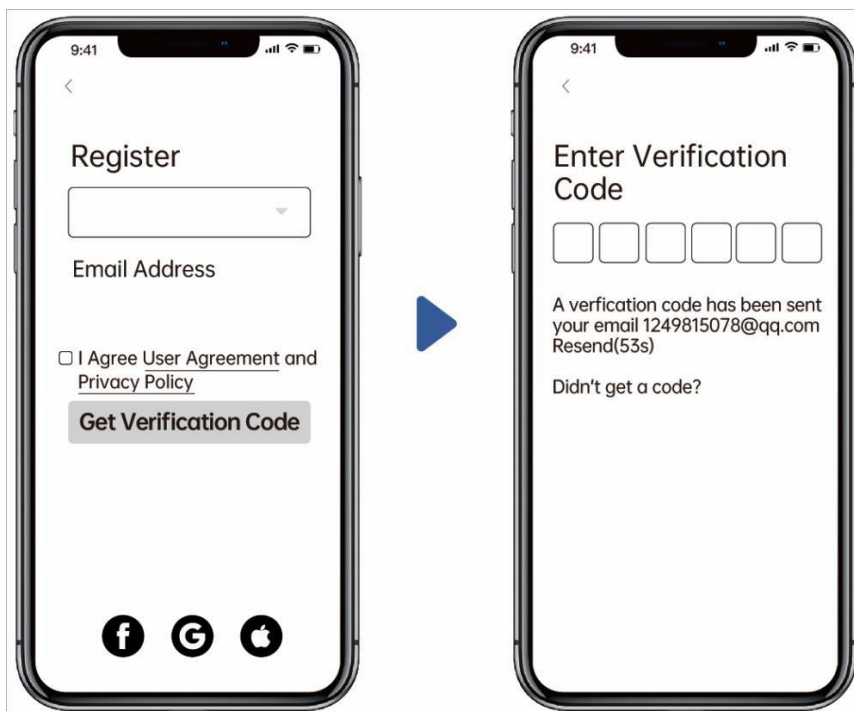 9:41
Register
Email Address
I Agree User Agreement and
Privacy Policy
Get Verification Code
9:41
Enter Verification
Code
A verfication code has been sent
your email 1249815078@qq.com
Resend(53s)
Didn't get a code?